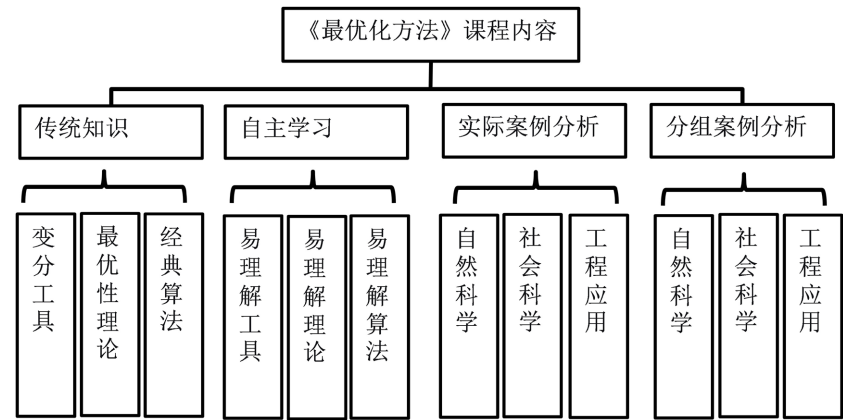 《最优化方法》课程内容
传统知识
自主学习
实际案例分析
分组案例分析
变分工具
最优性理论
经典算法
易理解工具
易理解理论
易理解算法
自然科学
社会科学
工程应用
自然科学
社会科学
工程应用